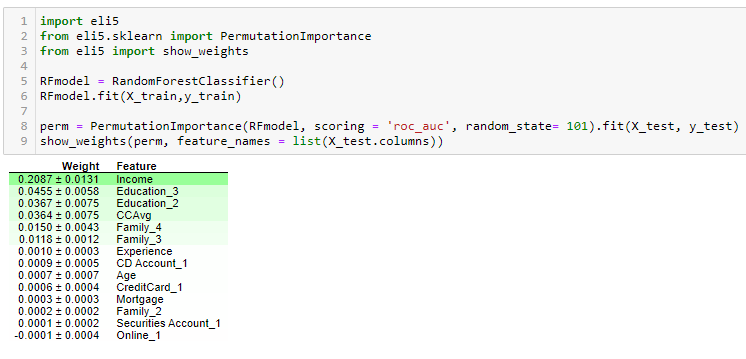 1 import eli5
2 from eli5.sklearn import PermutationImportance
3 from eli5 import show_weights
4
5 RFmodel = RandomForestClassifier()
6 RFmodel.fit(X_train,y_train)
7
8 perm = PermutationImportance(RFmodel, scoring = 'roc_auc', random_state= 101).fit(X_test, y_test)
9 show_weights(perm, feature_names = list(X_test.columns))
Weight Feature
0.2087 ± 0.0131 Income
0.0455 ± 0.0058 Education_3
0.0367 ± 0.0075 Education_2
0.0364 ± 0.0075 CCAvg
0.0150 ± 0.0043 Family_4
0.0118 ± 0.0012 Family_3
0.0010 ± 0.0003 Experience
0.0009 ± 0.0005 CD Account_1
0.0007 ± 0.0007 Age
0.0006 ± 0.0004 CreditCard_1
0.0003 ± 0.0003 Mortgage
0.0002 ± 0.0002 Family_2
0.0001 ± 0.0002 Securities Account_1
-0.0001 ± 0.0004 Online_1